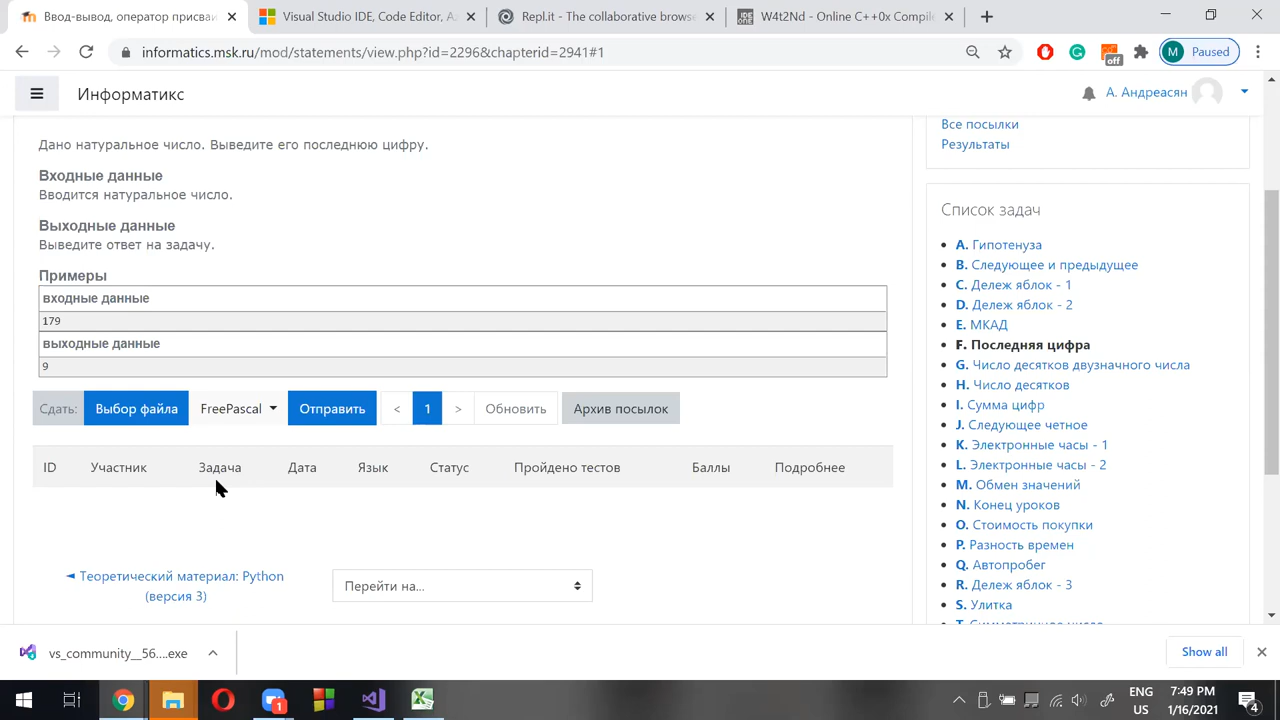 Ввод-вывод, оператор присваи
Visual Studio IDE, Code Editor, A
Repl.it - The collaborative browse
W4t2Nd - Online C++0x Compile
informatics.msk.ru/mod/statements/view.php?id=2296&chapterid=2941#1
off
M Paused
Информатикс
А. Андреасян
Дано натуральное число. Выведите его последнюю цифру.
Входные данные
Вводится натуральное число.
Выходные данные
Выведите ответ на задачу.
Примеры
входные данные
179
выходные данные
9
Сдать: Выбор файла FreePascal Отправить < 1 > Обновить Архив посылок
ID Участник Задача Дата Язык Статус Пройдено тестов Баллы Подробнее
◄ Теоретический материал: Python
(версия 3)
Перейти на...
Все посылки
Результаты
Список задач
A. Гипотенуза
B. Следующее и предыдущее
C. Дележ яблок - 1
D. Дележ яблок - 2
E. МКАД
F. Последняя цифра
G. Число десятков двузначного числа
H. Число десятков
I. Сумма цифр
J. Следующее четное
K. Электронные часы - 1
L. Электронные часы - 2
M. Обмен значений
N. Конец уроков
O. Стоимость покупки
P. Разность времен
Q. Автопробег
R. Дележ яблок - 3
S. Улитка
T. Симметричное число
vs_community__56....exe
Show all
1
ENG
US
7:49 PM
1/16/2021
4